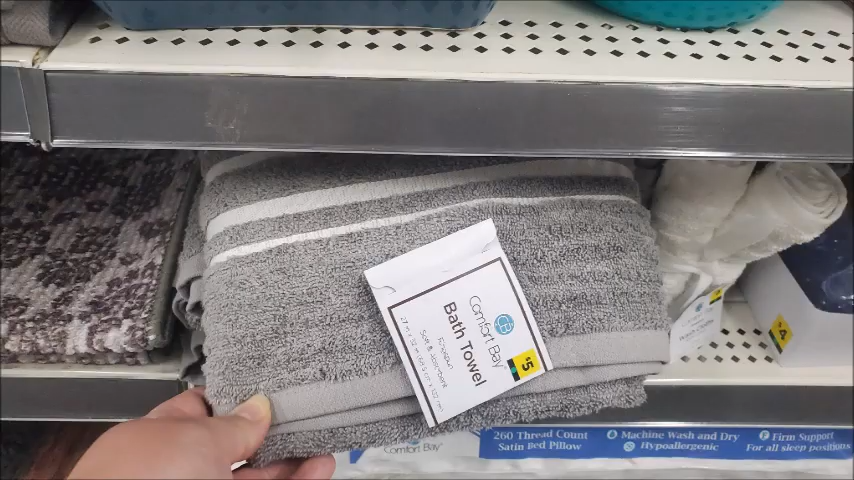 Comfort Bay
Bath Towel
$5
$4
Comfort Bay
260 Thread Count
Satin Bed Pillow
Machine Wash and Dry
Hypoallergenic
Firm Support
For all sleep positions